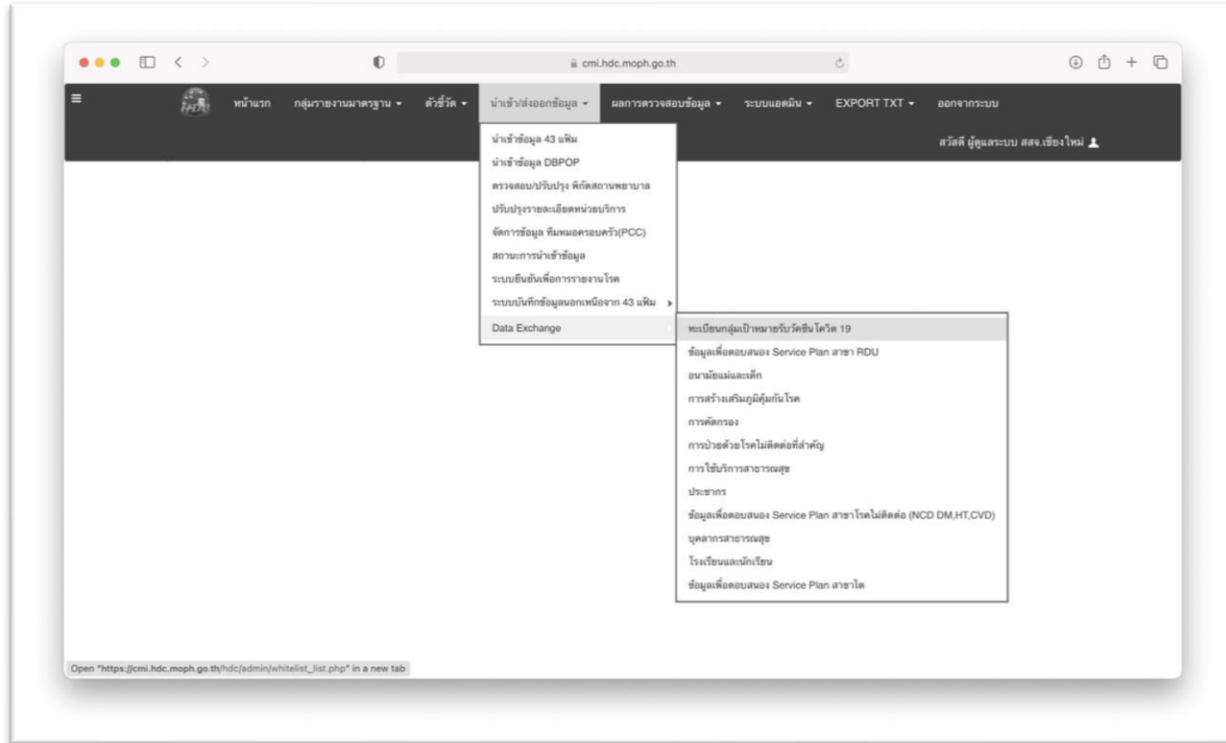 cmi.hdc.moph.go.th
หน้าแรก กลุ่มรายงานมาตรฐาน ตัวชี้วัด นำเข้า/ส่งออกข้อมูล ผลการตรวจสอบข้อมูล ระบบแอดมิน EXPORT TXT ออกจากระบบ
สวัสดี ผู้ดูแลระบบ สสจ.เชียงใหม่
นำเข้าข้อมูล 43 แฟ้ม
นำเข้าข้อมูล DBPOP
ตรวจสอบ/ปรับปรุง พิกัดสถานพยาบาล
ปรับปรุงรายละเอียดหน่วยบริการ
จัดการข้อมูล ทีมหมอครอบครัว(PCC)
สถานะการนำเข้าข้อมูล
ระบบยืนยันเพื่อการรายงานโรค
ระบบบันทึกข้อมูลนอกเหนือจาก 43 แฟ้ม
Data Exchange
ทะเบียนกลุ่มเป้าหมายรับวัคซีนโควิด 19
ข้อมูลเพื่อตอบสนอง Service Plan สาขา RDU
อนามัยแม่และเด็ก
การสร้างเสริมภูมิคุ้มกันโรค
การคัดกรอง
การป่วยด้วยโรคไม่ติดต่อที่สำคัญ
การใช้บริการสาธารณสุข
ประชากร
ข้อมูลเพื่อตอบสนอง Service Plan สาขาโรคไม่ติดต่อ (NCD DM,HT,CVD)
บุคลากรสาธารณสุข
โรงเรียนและนักเรียน
ข้อมูลเพื่อตอบสนอง Service Plan สาขาไต
Open "https://cmi.hdc.moph.go.th/hdc/admin/whitelist_list.php" in a new tab